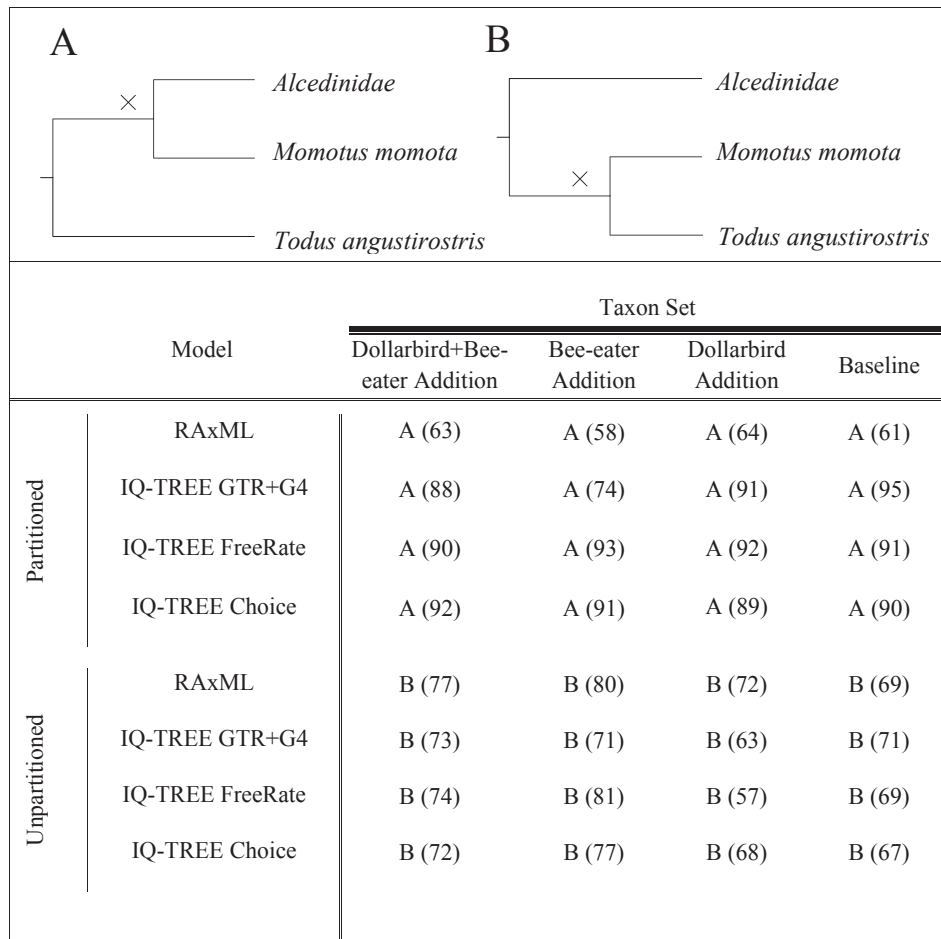 A
B
Alcedinidae
Alcedinidae
Momotus momota
Momotus momota
Todus angustirostris
Todus angustirostris
Taxon Set
Model
Dollarbird+Bee-
eater Addition
Bee-eater
Addition
Dollarbird
Addition
Baseline
Partitioned
RAxML A (63) A (58) A (64) A (61)
IQ-TREE GTR+G4 A (88) A (74) A (91) A (95)
IQ-TREE FreeRate A (90) A (93) A (92) A (91)
IQ-TREE Choice A (92) A (91) A (89) A (90)
Unpartitioned
RAxML B (77) B (80) B (72) B (69)
IQ-TREE GTR+G4 B (73) B (71) B (63) B (71)
IQ-TREE FreeRate B (74) B (81) B (57) B (69)
IQ-TREE Choice B (72) B (77) B (68) B (67)